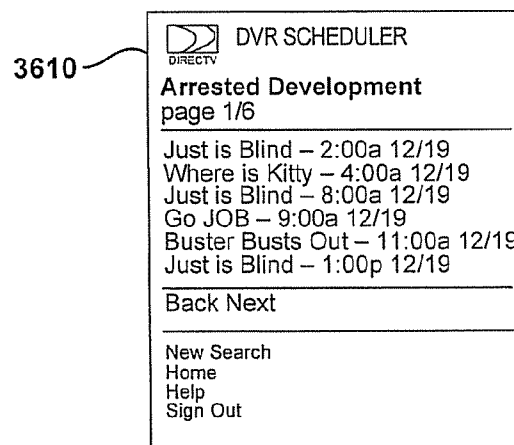 DVR SCHEDULER
DIRECTV
3610
Arrested Development
page 1/6
Just is Blind – 2:00a 12/19
Where is Kitty – 4:00a 12/19
Just is Blind – 8:00a 12/19
Go JOB – 9:00a 12/19
Buster Busts Out – 11:00a 12/19
Just is Blind – 1:00p 12/19
Back Next
New Search
Home
Help
Sign Out